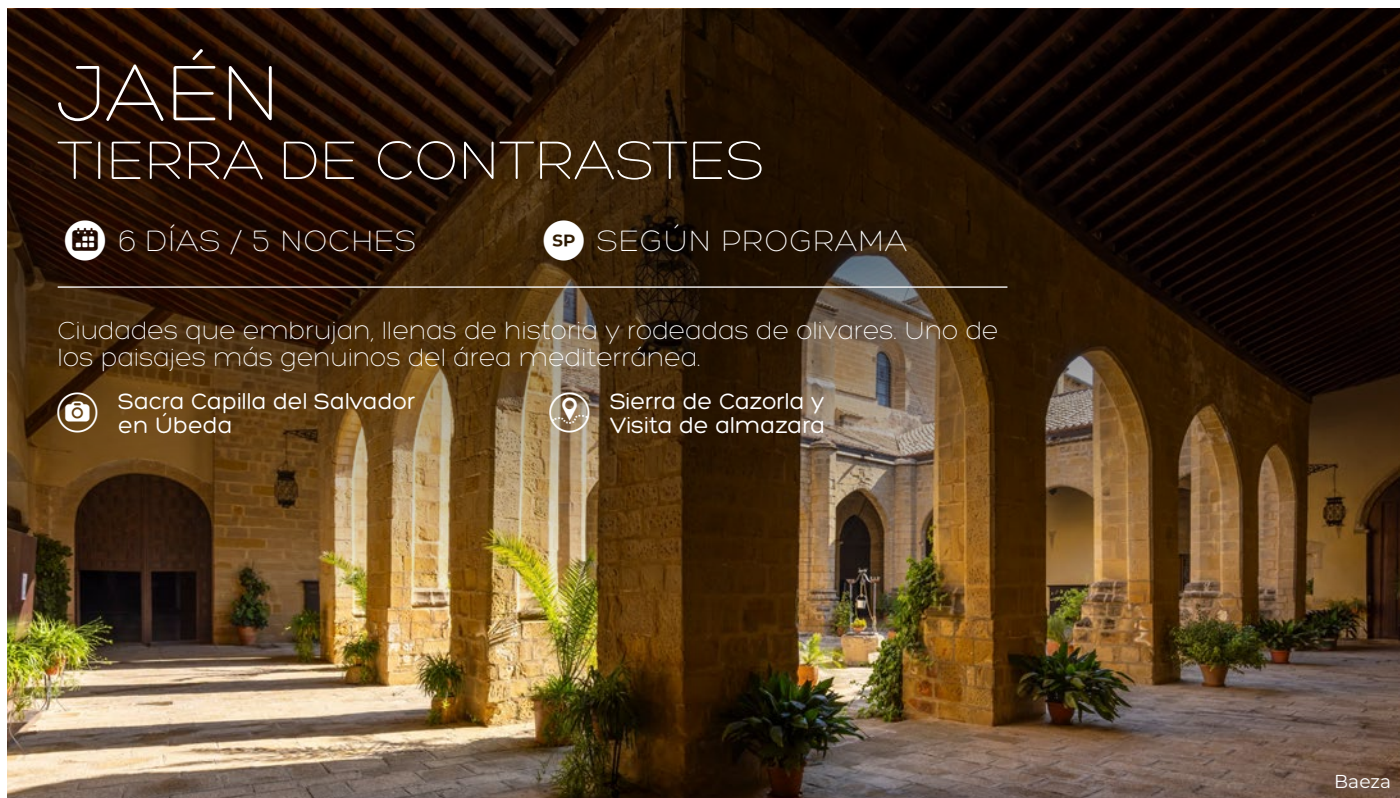 JAÉN
TIERRA DE CONTRASTES
6 DÍAS / 5 NOCHES
SP SEGÚN PROGRAMA
Ciudades que embrujan, llenas de historia y rodeadas de olivares. Uno de
los paisajes más genuinos del área mediterránea.
Sacra Capilla del Salvador
en Úbeda
Sierra de Cazorla y
Visita de almazara
Baeza